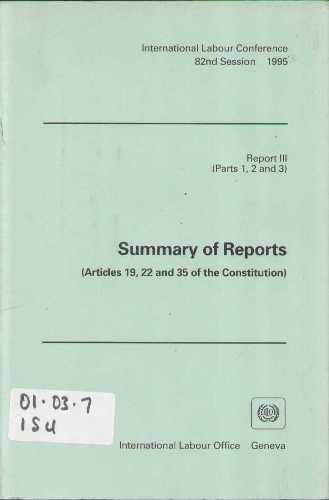 International Labour Conference
82nd Session 1995
Report III
(Parts 1, 2 and 3)
Summary of Reports
(Articles 19, 22 and 35 of the Constitution)
01.03.7
ISU
International Labour Office Geneva